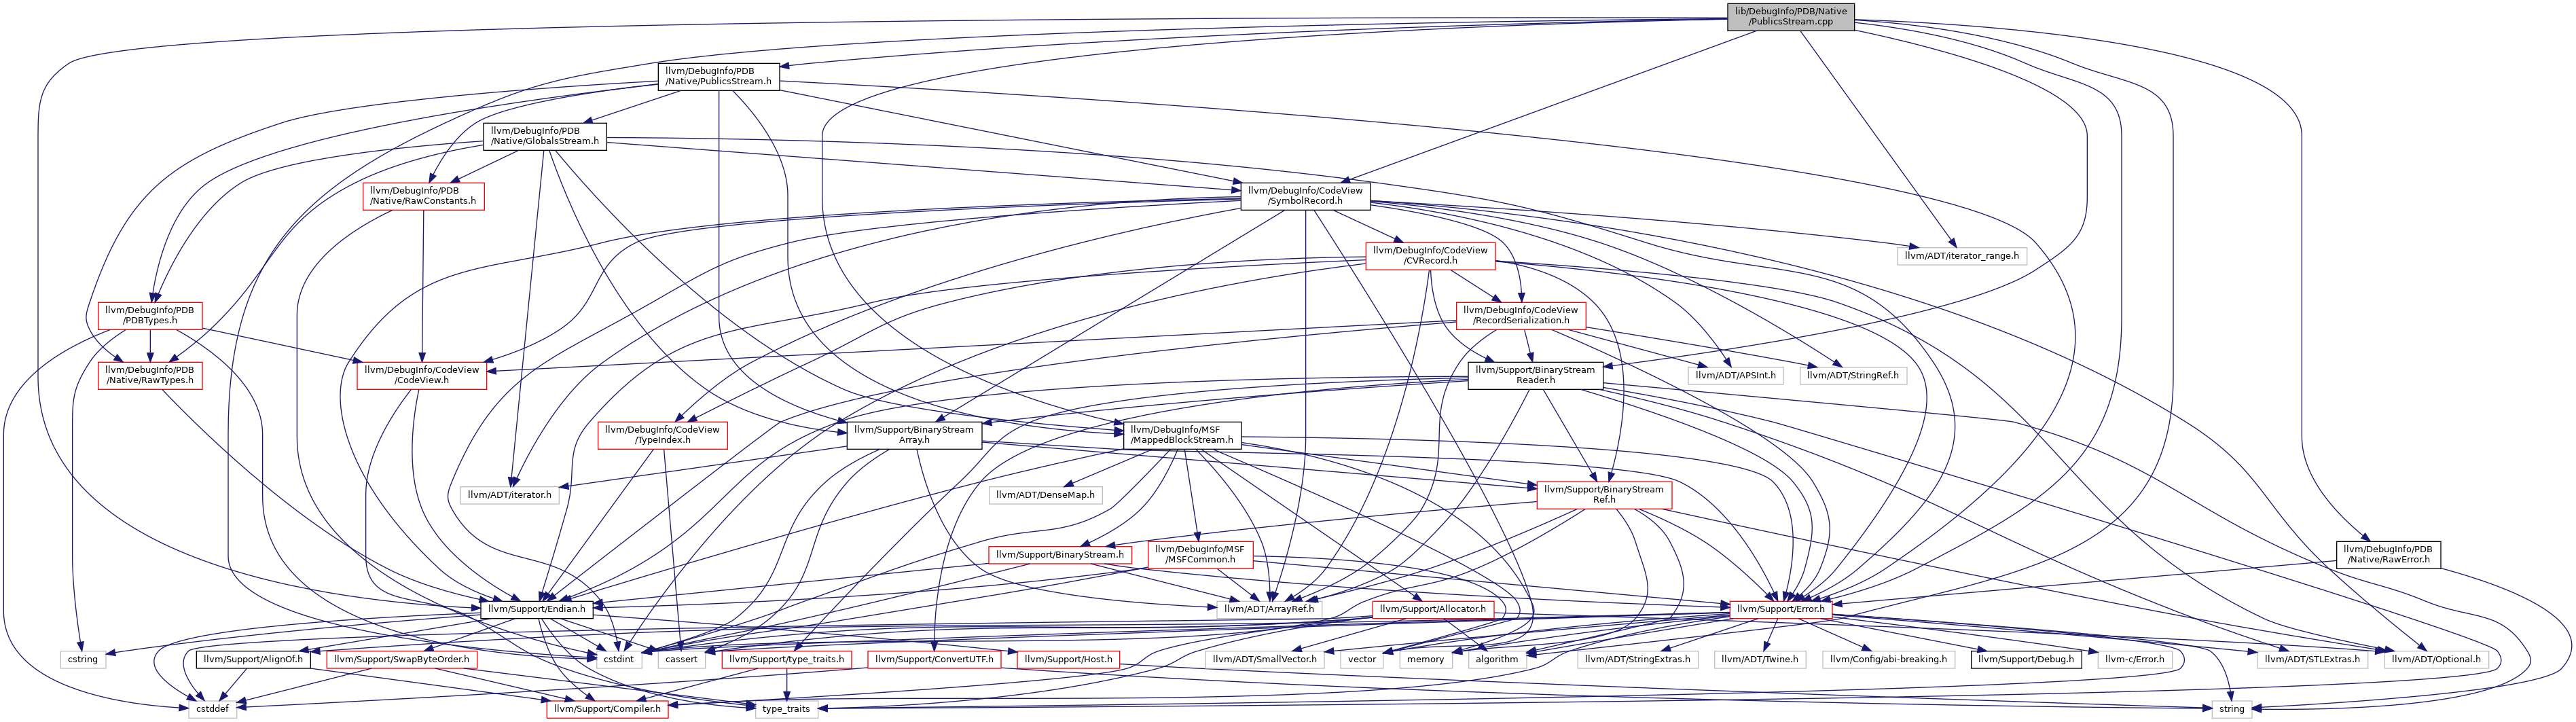 lib/DebugInfo/PDB/Native
/PublicsStream.cpp
llvm/DebugInfo/PDB
/Native/PublicsStream.h
llvm/DebugInfo/PDB
/Native/GlobalsStream.h
llvm/DebugInfo/PDB
/Native/RawConstants.h
llvm/DebugInfo/CodeView
/SymbolRecord.h
llvm/DebugInfo/CodeView
/CVRecord.h
llvm/ADT/iterator_range.h
llvm/DebugInfo/PDB
/PDBTypes.h
llvm/DebugInfo/CodeView
/RecordSerialization.h
llvm/DebugInfo/PDB
/Native/RawTypes.h
llvm/DebugInfo/CodeView
/CodeView.h
llvm/Support/BinaryStream
Reader.h
llvm/ADT/APSInt.h
llvm/ADT/StringRef.h
llvm/DebugInfo/CodeView
/TypeIndex.h
llvm/Support/BinaryStream
Array.h
llvm/DebugInfo/MSF
/MappedBlockStream.h
llvm/ADT/iterator.h
llvm/ADT/DenseMap.h
llvm/Support/BinaryStream
Ref.h
llvm/Support/BinaryStream.h
llvm/DebugInfo/MSF
/MSFCommon.h
llvm/DebugInfo/PDB
/Native/RawError.h
llvm/Support/Endian.h
llvm/ADT/ArrayRef.h
llvm/Support/Allocator.h
llvm/Support/Error.h
cstring
llvm/Support/AlignOf.h
llvm/Support/SwapByteOrder.h
cstdint
cassert
llvm/Support/type_traits.h
llvm/Support/ConvertUTF.h
llvm/Support/Host.h
llvm/ADT/SmallVector.h
vector
memory
algorithm
llvm/ADT/StringExtras.h
llvm/ADT/Twine.h
llvm/Config/abi-breaking.h
llvm/Support/Debug.h
llvm-c/Error.h
llvm/ADT/STLExtras.h
llvm/ADT/Optional.h
cstddef
llvm/Support/Compiler.h
type_traits
string